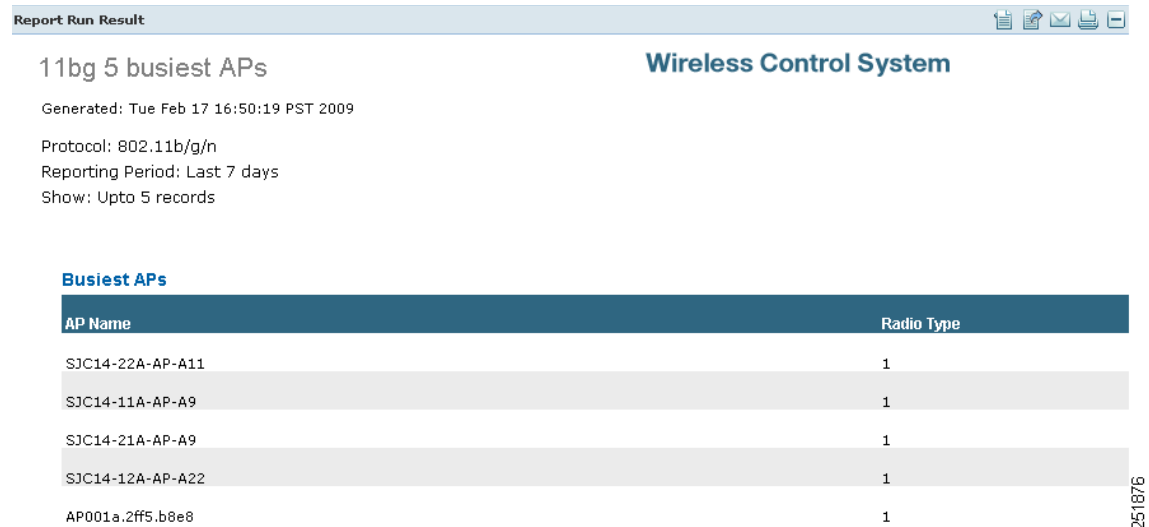 Report Run Result
11bg 5 busiest APs
Wireless Control System
Generated: Tue Feb 17 16:50:19 PST 2009
Protocol: 802.11b/g/n
Reporting Period: Last 7 days
Show: Upto 5 records
Busiest APs
AP Name Radio Type
SJC14-22A-AP-A11 1
SJC14-11A-AP-A9 1
SJC14-21A-AP-A9 1
SJC14-12A-AP-A22 1
AP001a.2ff5.b8e8 1
251876